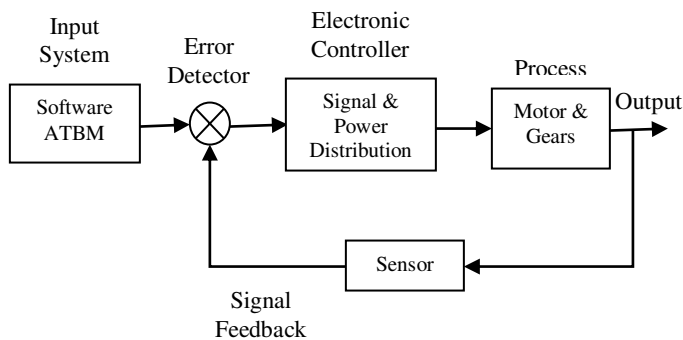 Input
System
Error
Detector
Electronic
Controller
Process
Output
Software
ATBM
Signal &
Power
Distribution
Motor &
Gears
Sensor
Signal
Feedback